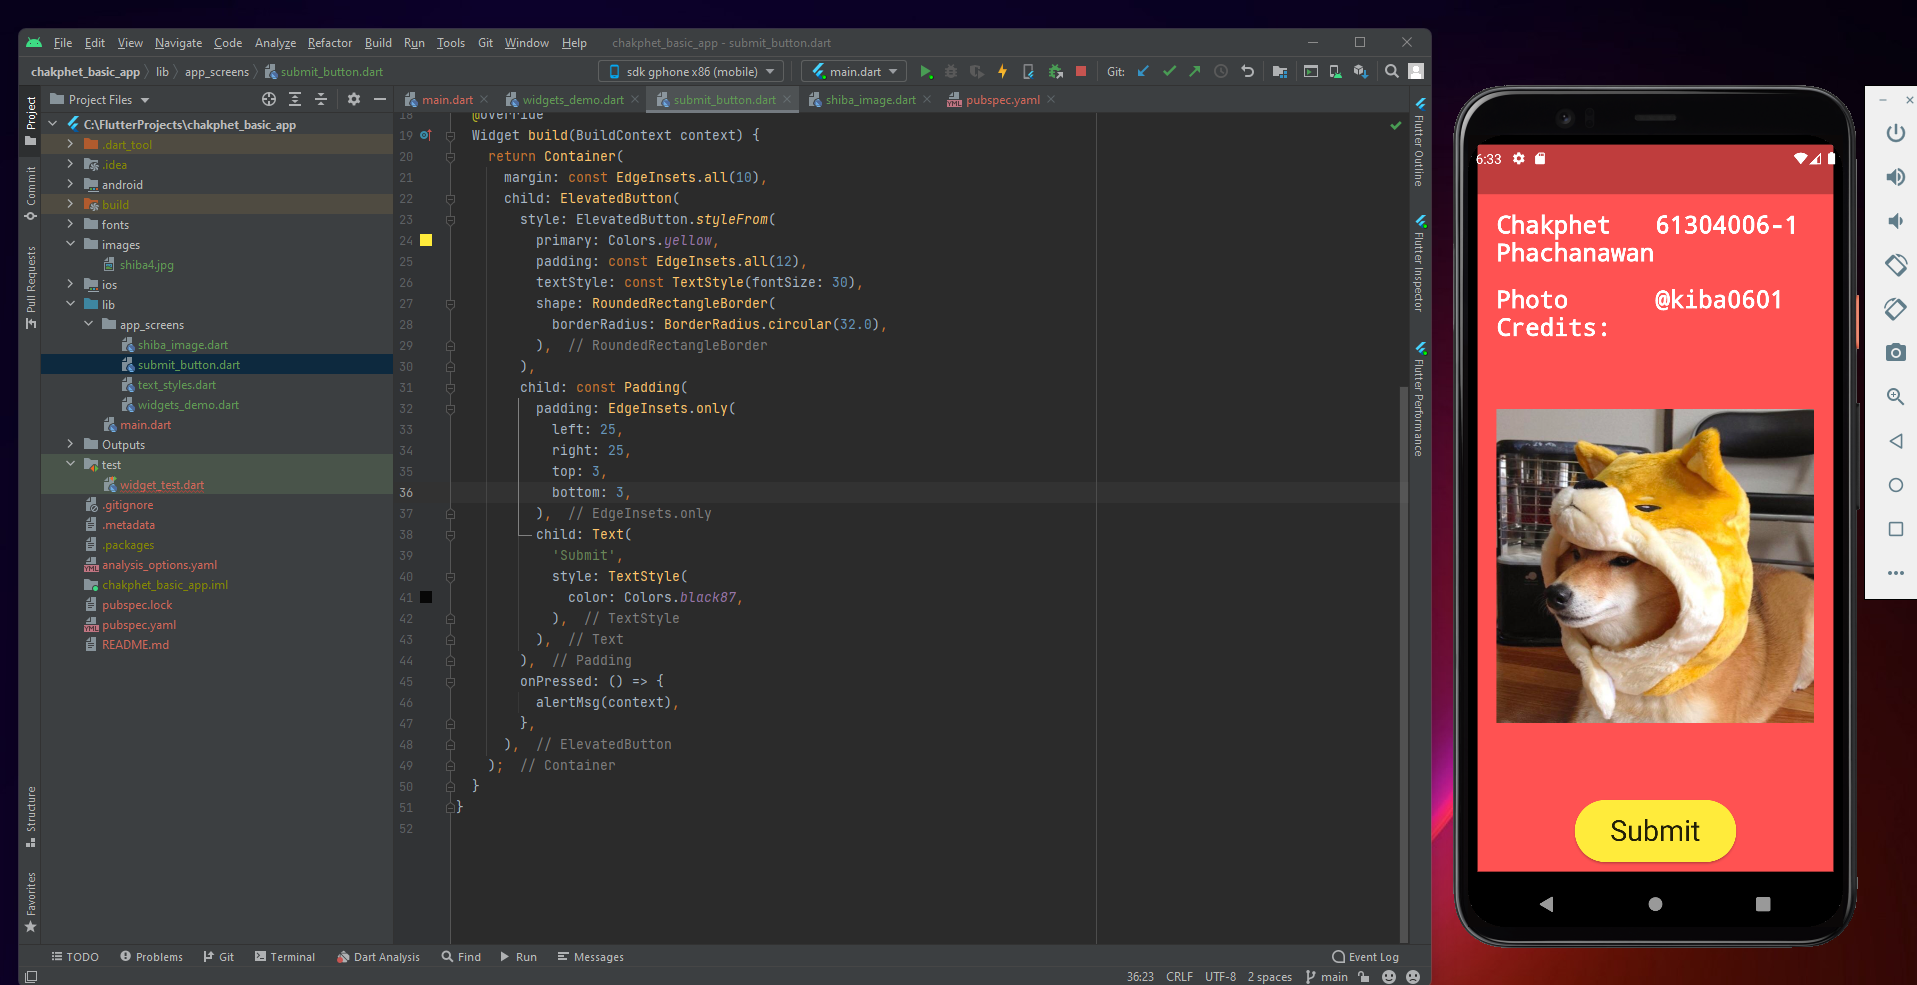 File Edit View Navigate Code Analyze Refactor Build Run Tools Git Window Help chakphet_basic_app - submit_button.dart
chakphet_basic_app lib app_screens submit_button.dart sdk gphone x86 (mobile) main.dart Git:
Project Files main.dart widgets_demo.dart submit_button.dart shiba_image.dart pubspec.yaml
Project
Commit
Pull Requests
Structure
Favorites
C:\FlutterProjects\chakphet_basic_app
.dart_tool
.idea
android
build
fonts
images
shiba4.jpg
ios
lib
app_screens
shiba_image.dart
submit_button.dart
text_styles.dart
widgets_demo.dart
main.dart
Outputs
test
widget_test.dart
.gitignore
.metadata
.packages
analysis_options.yaml
chakphet_basic_app.iml
pubspec.lock
pubspec.yaml
README.md
18 @override
19 Widget build(BuildContext context) {
20 return Container(
21 margin: const EdgeInsets.all(10),
22 child: ElevatedButton(
23 style: ElevatedButton.styleFrom(
24 primary: Colors.yellow,
25 padding: const EdgeInsets.all(12),
26 textStyle: const TextStyle(fontSize: 30),
27 shape: RoundedRectangleBorder(
28 borderRadius: BorderRadius.circular(32.0),
29 ), // RoundedRectangleBorder
30 ),
31 child: const Padding(
32 padding: EdgeInsets.only(
33 left: 25,
34 right: 25,
35 top: 3,
36 bottom: 3,
37 ), // EdgeInsets.only
38 child: Text(
39 'Submit',
40 style: TextStyle(
41 color: Colors.black87,
42 ), // TextStyle
43 ), // Text
44 ), // Padding
45 onPressed: () => {
46 alertMsg(context),
47 },
48 ), // ElevatedButton
49 ); // Container
50 }
51 }
52
Flutter Outline
Flutter Inspector
Flutter Performance
TODO Problems Git Terminal Dart Analysis Find Run Messages Event Log
36:23 CRLF UTF-8 2 spaces main
6:33
Chakphet 61304006-1
Phachanawan
Photo @kiba0601
Credits:
Submit